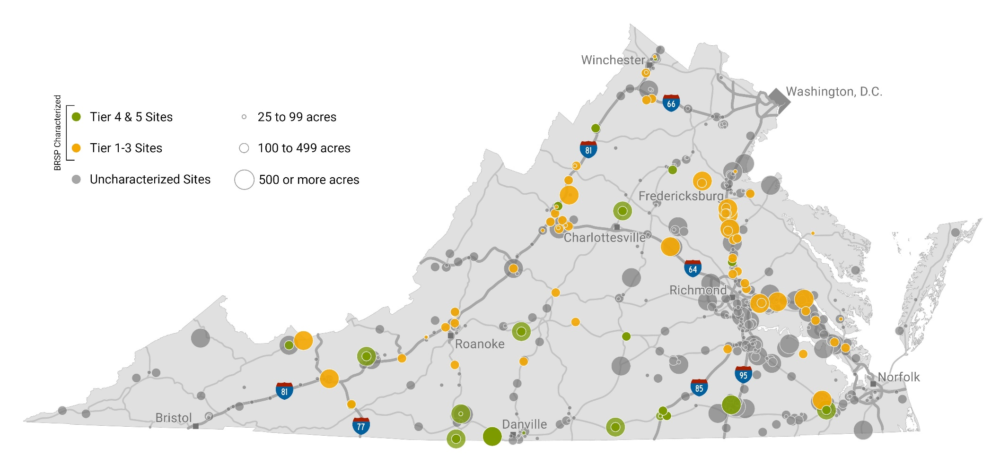 Winchester
Washington, D.C.
66
BRSP Characterized
Tier 4 & 5 Sites
25 to 99 acres
Tier 1-3 Sites
100 to 499 acres
81
Uncharacterized Sites
500 or more acres
Fredericksburg
Charlottesville
64
Richmond
Roanoke
95
Norfolk
81
85
Bristol
77
Danville